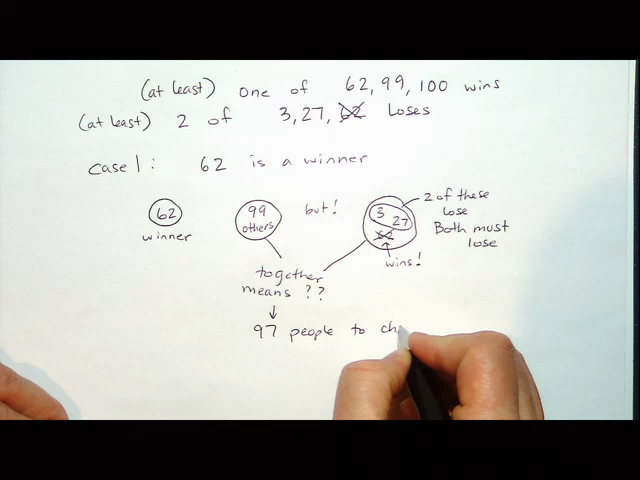 (at least) one of 62, 99, 100 wins
(at least) 2 of 3, 27, 62 loses
case 1: 62 is a winner
62
winner
99
others
but!
3
27
62
wins!
2 of these
lose
Both must
lose
together
means ??
97 people to ch